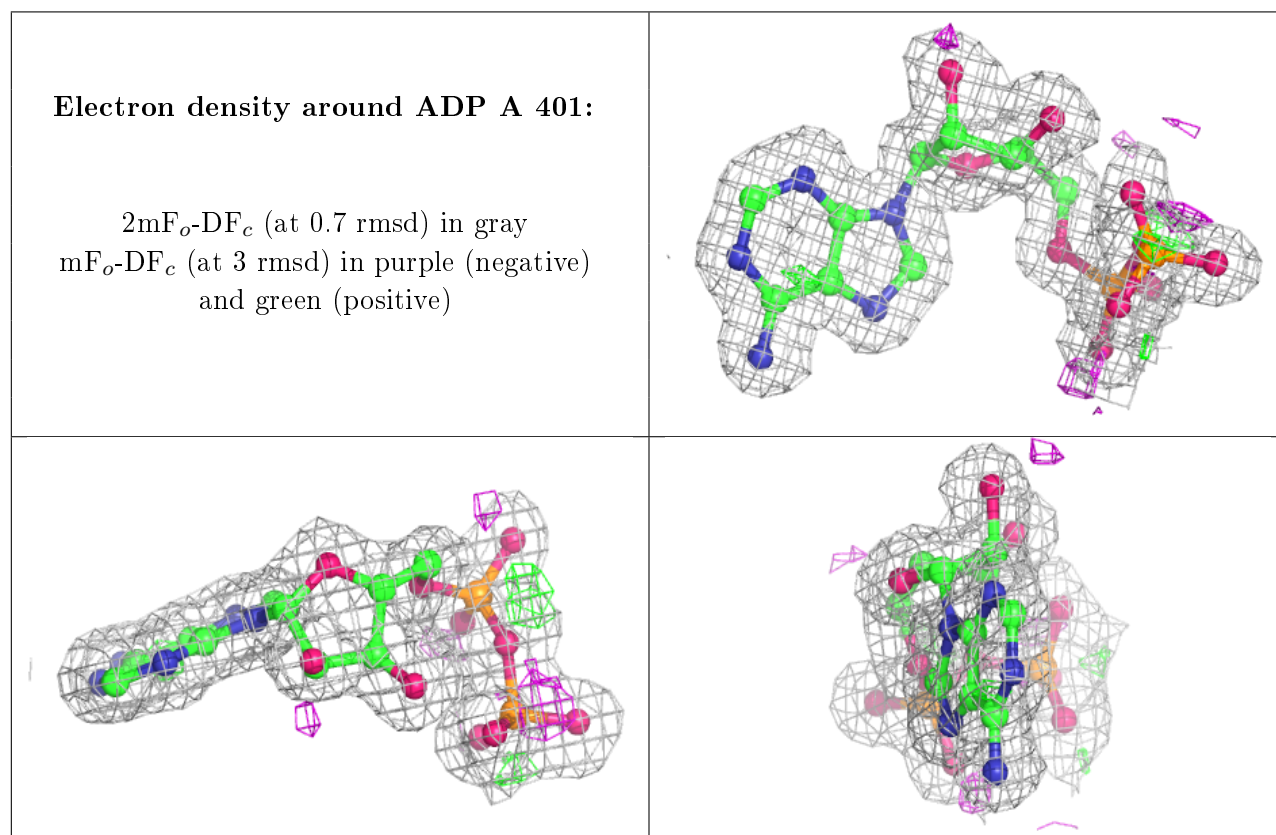 Electron density around ADP A 401:
2mFₒ-DF𝑐 (at 0.7 rmsd) in gray
mFₒ-DF𝑐 (at 3 rmsd) in purple (negative)
and green (positive)